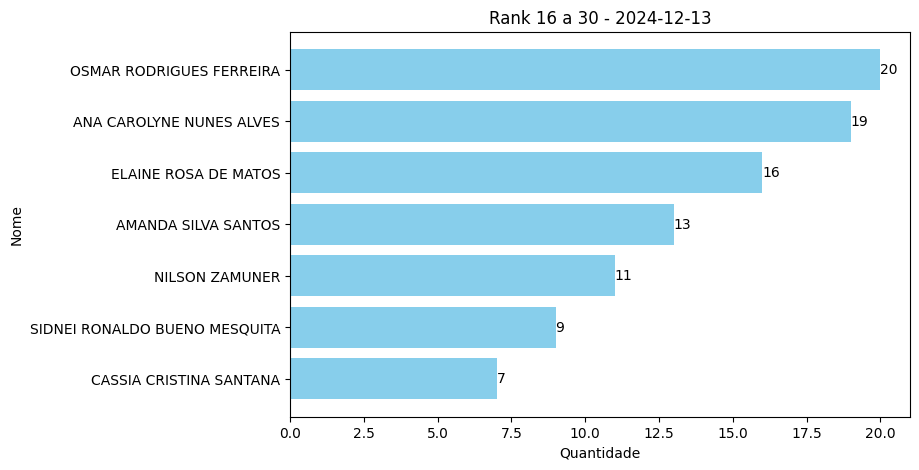 Rank 16 a 30 - 2024-12-13
Nome
OSMAR RODRIGUES FERREIRA 20
ANA CAROLYNE NUNES ALVES 19
ELAINE ROSA DE MATOS 16
AMANDA SILVA SANTOS 13
NILSON ZAMUNER 11
SIDNEI RONALDO BUENO MESQUITA 9
CASSIA CRISTINA SANTANA 7
0.0 2.5 5.0 7.5 10.0 12.5 15.0 17.5 20.0
Quantidade